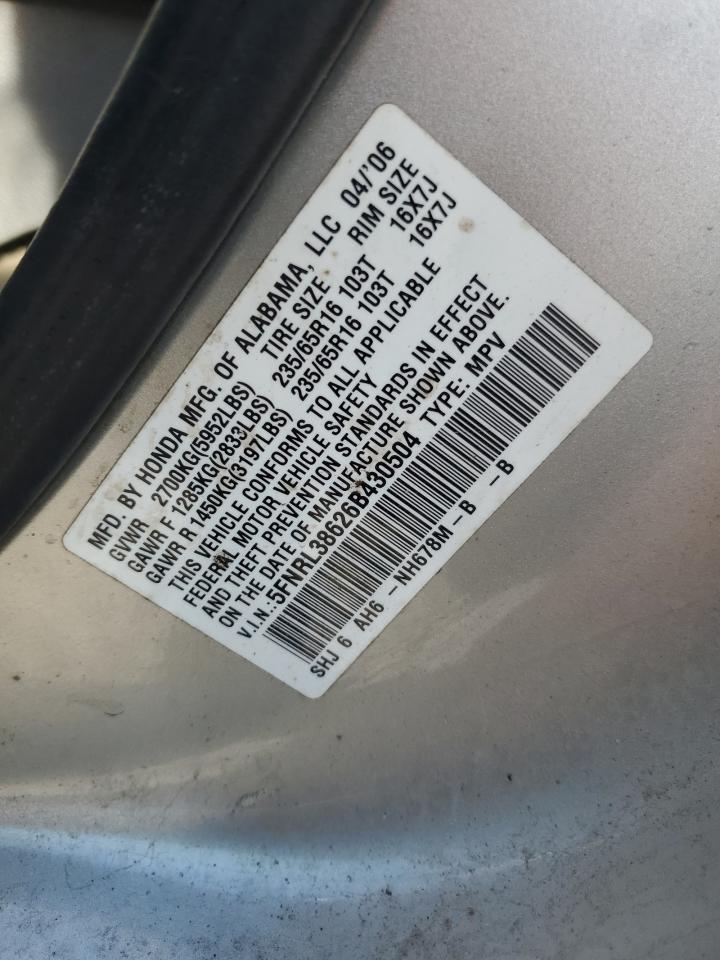 MFD. BY HONDA MFG. OF ALABAMA, LLC 04/'06
GVWR 2700KG(5952LBS) TIRE SIZE RIM SIZE
GAWR F 1285KG(2833LBS) 235/65R16 103T 16X7J
GAWR R 1450KG(3197LBS) 235/65R16 103T 16X7J
THIS VEHICLE CONFORMS TO ALL APPLICABLE
FEDERAL MOTOR VEHICLE SAFETY
AND THEFT PREVENTION STANDARDS IN EFFECT
ON THE DATE OF MANUFACTURE SHOWN ABOVE.
V.I.N.: 5FNRL38626B430504 TYPE: MPV
SHJ 6 AH6 - NH678M - B - B